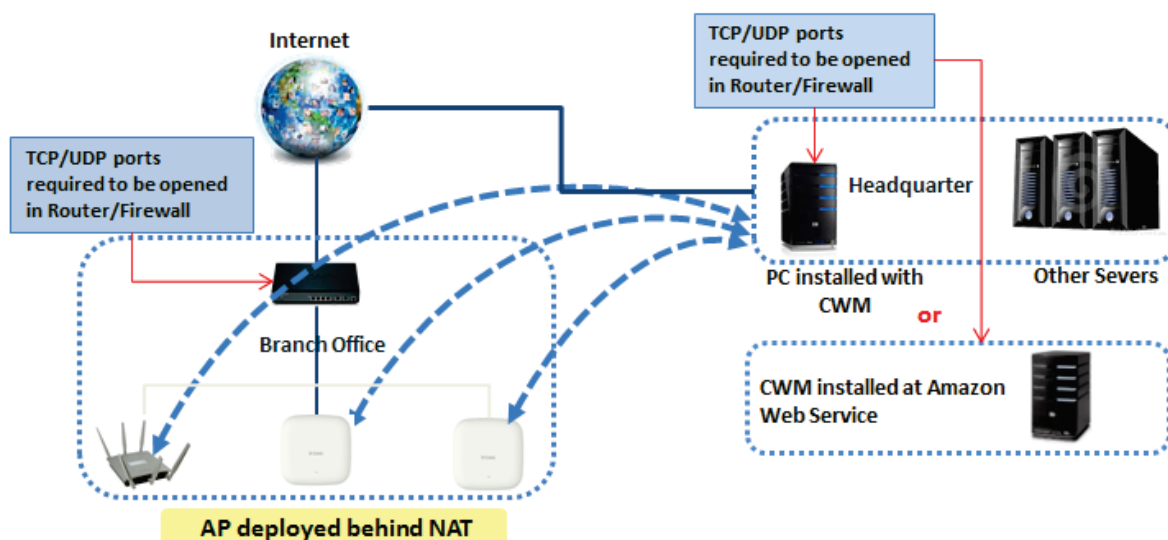 Internet
TCP/UDP ports
required to be opened
in Router/Firewall
TCP/UDP ports
required to be opened
in Router/Firewall
Headquarter
PC installed with
CWM
Other Severs
or
Branch Office
CWM installed at Amazon
Web Service
AP deployed behind NAT